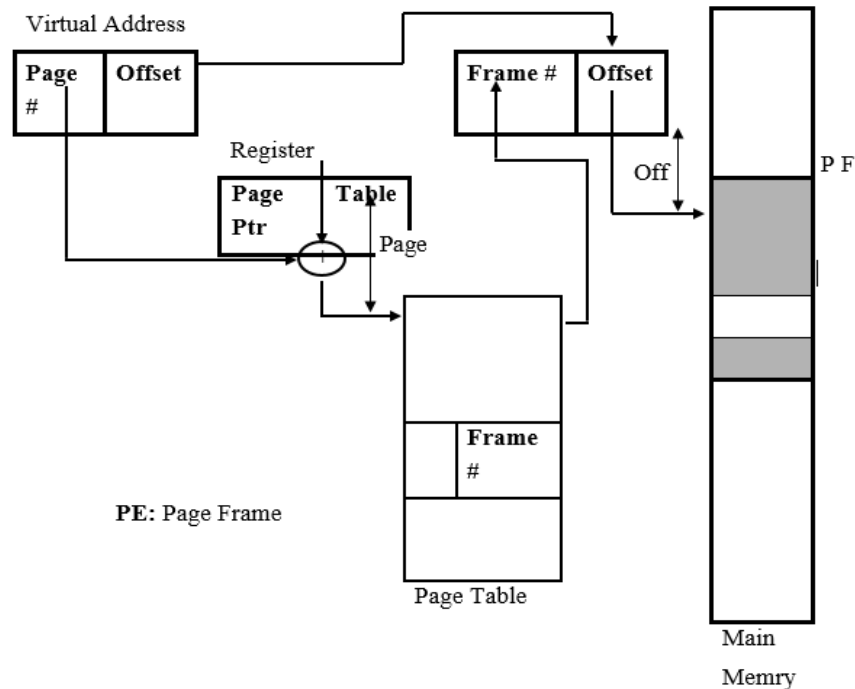 Virtual Address
Page Offset
#
Frame # Offset
Register
Off
P F
Page Table
Ptr
Page
Frame
#
PE: Page Frame
Page Table
Main
Memry